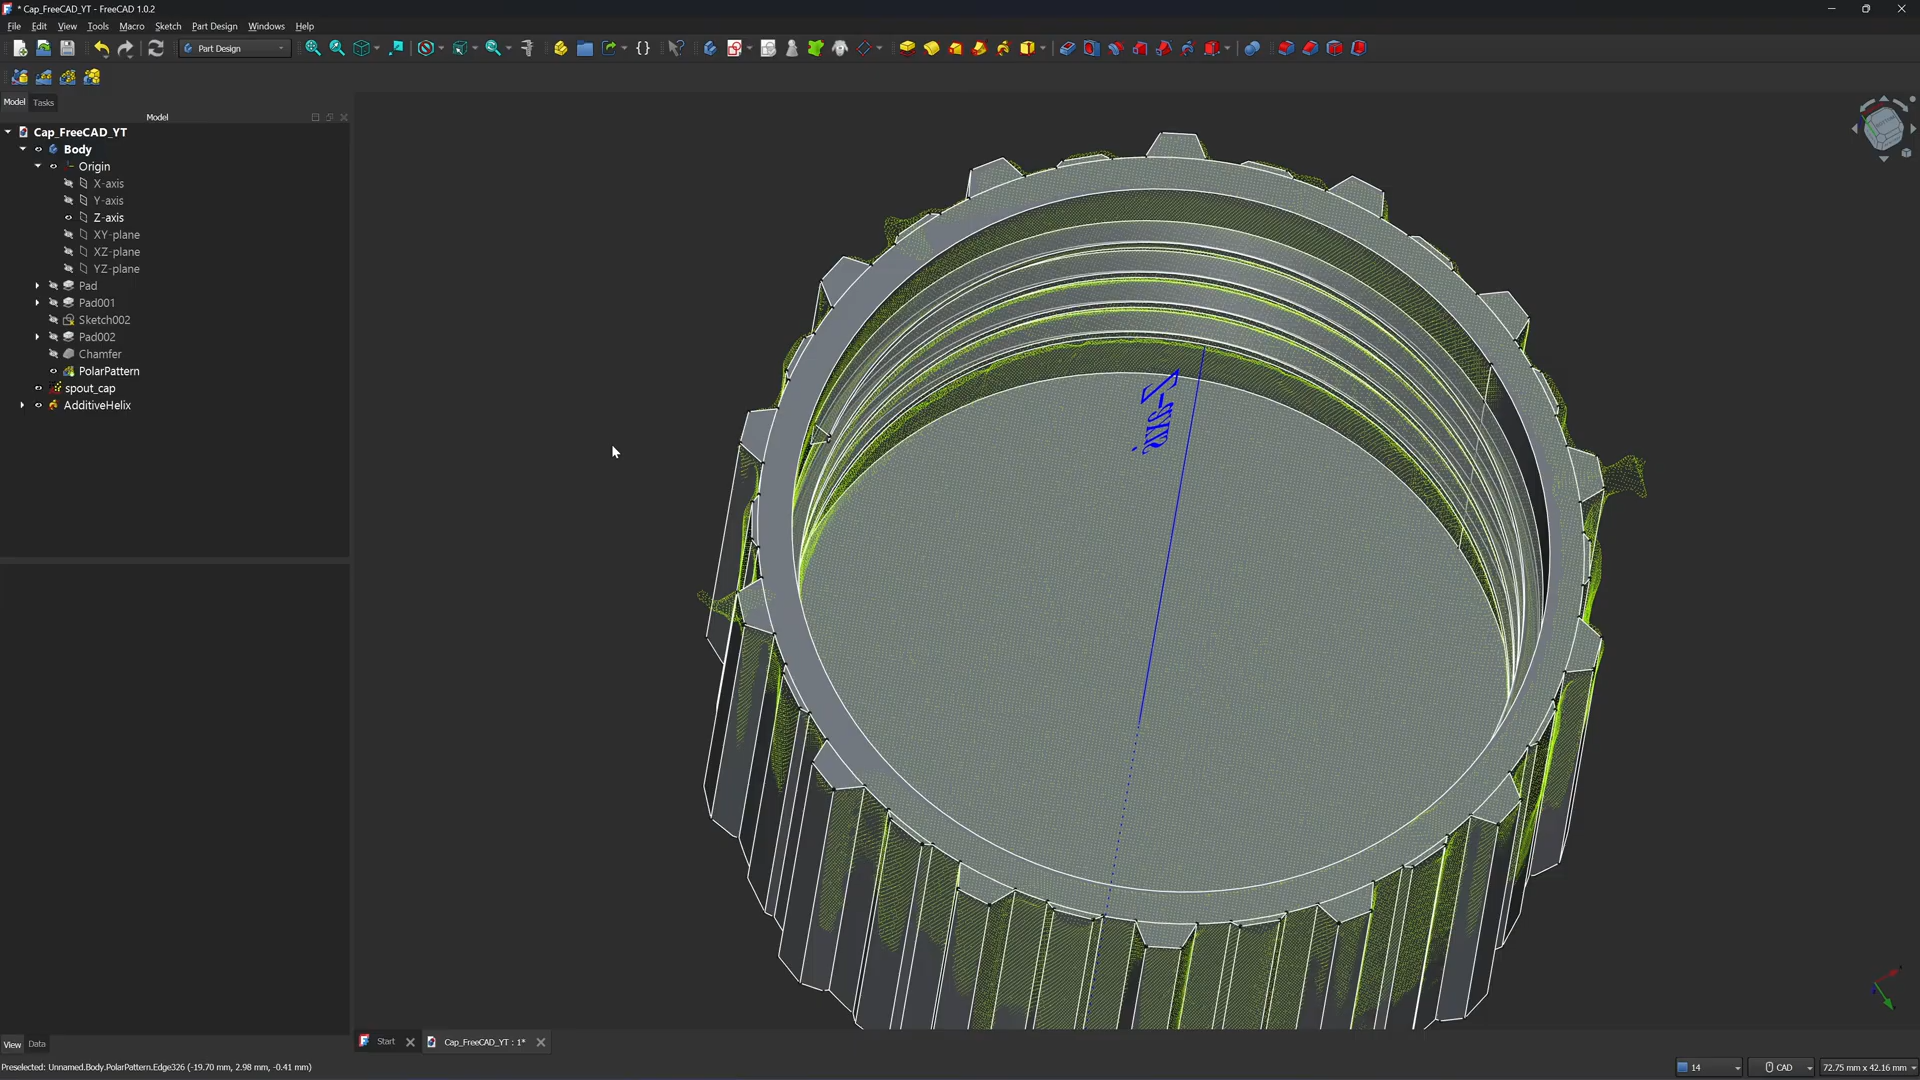 * Cap_FreeCAD_YT - FreeCAD 1.0.2
File Edit View Tools Macro Sketch Part Design Windows Help
Part Design
Model Tasks
Model
Cap_FreeCAD_YT
Body
Origin
X-axis
Y-axis
Z-axis
XY-plane
XZ-plane
YZ-plane
Pad
Pad001
Sketch002
Pad002
Chamfer
PolarPattern
spout_cap
AdditiveHelix
Z-axis
View Data
Start
Cap_FreeCAD_YT : 1*
Preselected: Unnamed.Body.PolarPattern.Edge326 (-19.70 mm, 2.98 mm, -0.41 mm)
14
CAD
72.75 mm x 42.16 mm